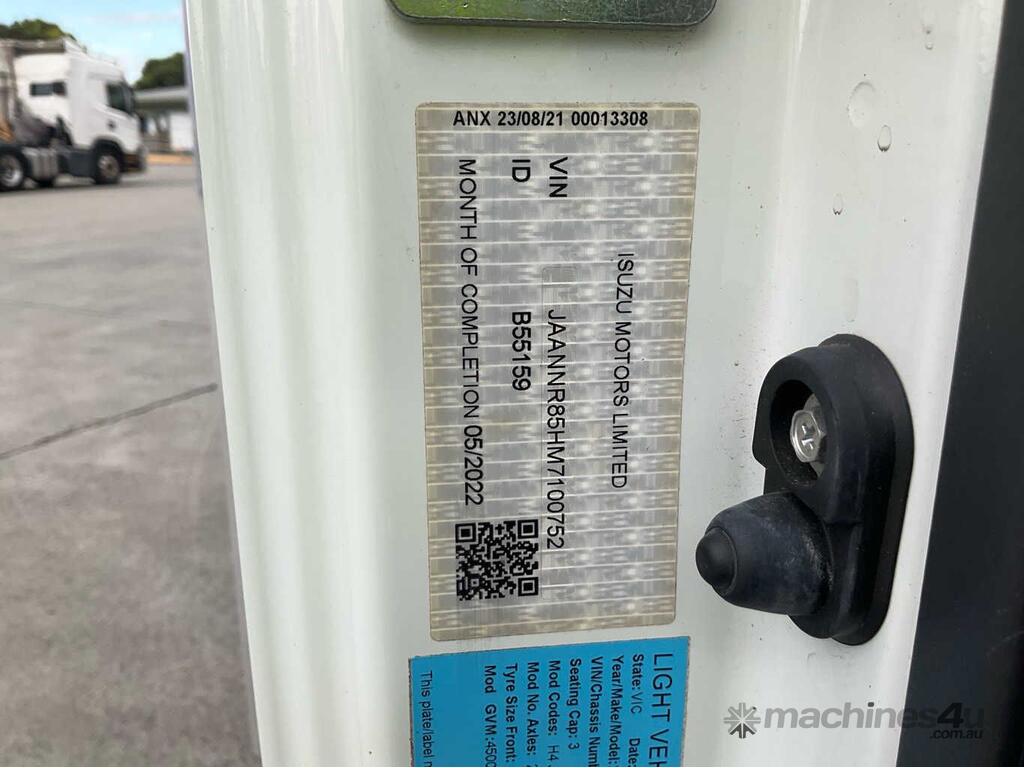 ANX 23/08/21 00013308
ISUZU MOTORS LIMITED
VIN JAANNR85HM7100752
ID B55159
MONTH OF COMPLETION 05/2022
LIGHT VEH
State: VIC Date:
Year/Make/Model:
VIN/Chassis Numb
Seating Cap: 3
Mod Codes: H4
Mod No. Axles: 2
Tyre Size Front:
Mod GVM: 450
This plate/label
machines4u
.com.au